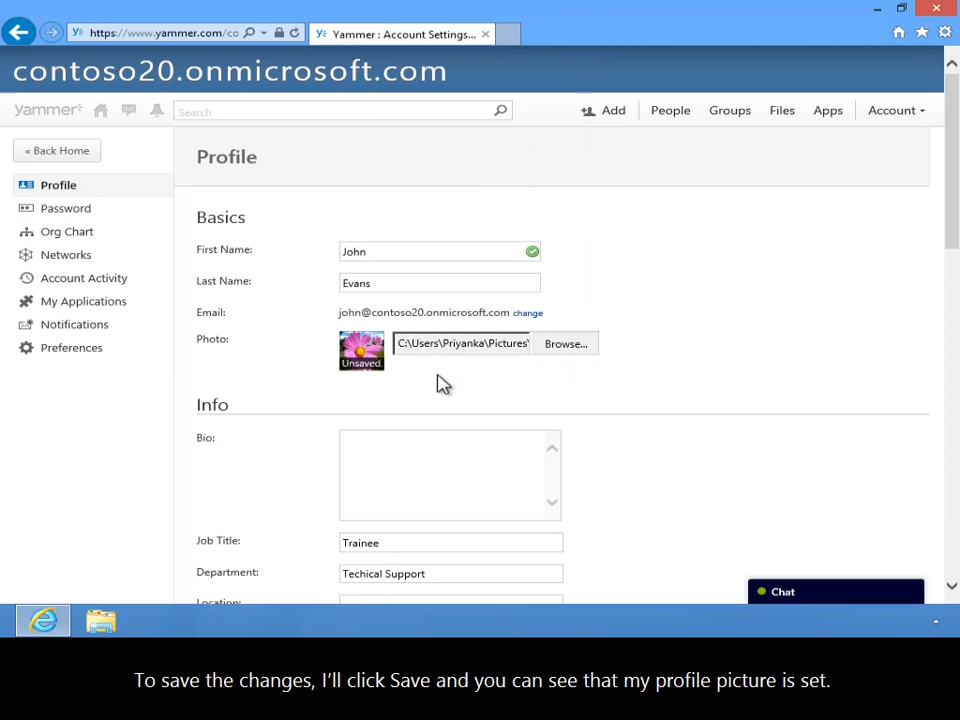 https://www.yammer.com/co
Yammer : Account Settings...
contoso20.onmicrosoft.com
yammer
Search
Add
People
Groups
Files
Apps
Account
« Back Home
Profile
Profile
Password
Org Chart
Networks
Account Activity
My Applications
Notifications
Preferences
Basics
First Name:
John
Last Name:
Evans
Email:
john@contoso20.onmicrosoft.com change
Photo:
Unsaved
C:\Users\Priyanka\Pictures\
Browse...
Info
Bio:
Job Title:
Trainee
Department:
Techical Support
Location:
Chat
To save the changes, I'll click Save and you can see that my profile picture is set.